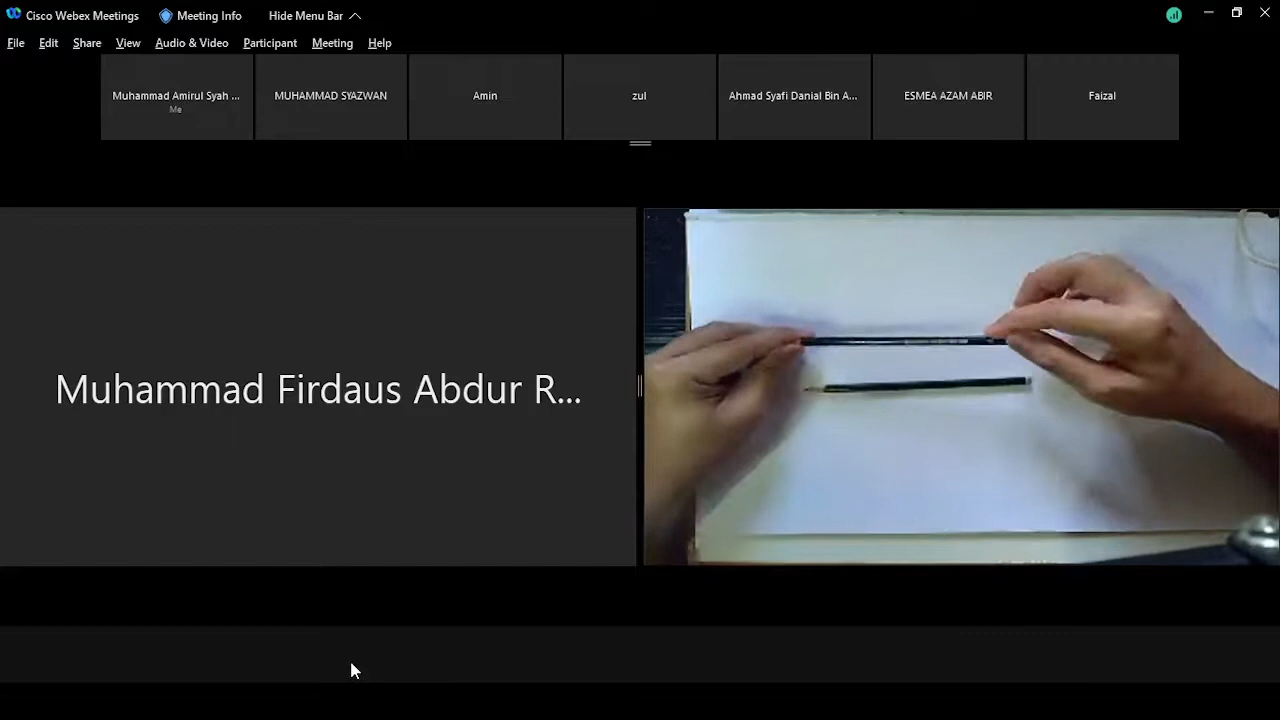 Cisco Webex Meetings Meeting Info Hide Menu Bar
File Edit Share View Audio & Video Participant Meeting Help
Muhammad Amirul Syah ...
Me
MUHAMMAD SYAZWAN
Amin
zul
Ahmad Syafi Danial Bin A...
ESMEA AZAM ABIR
Faizal
Muhammad Firdaus Abdur R...